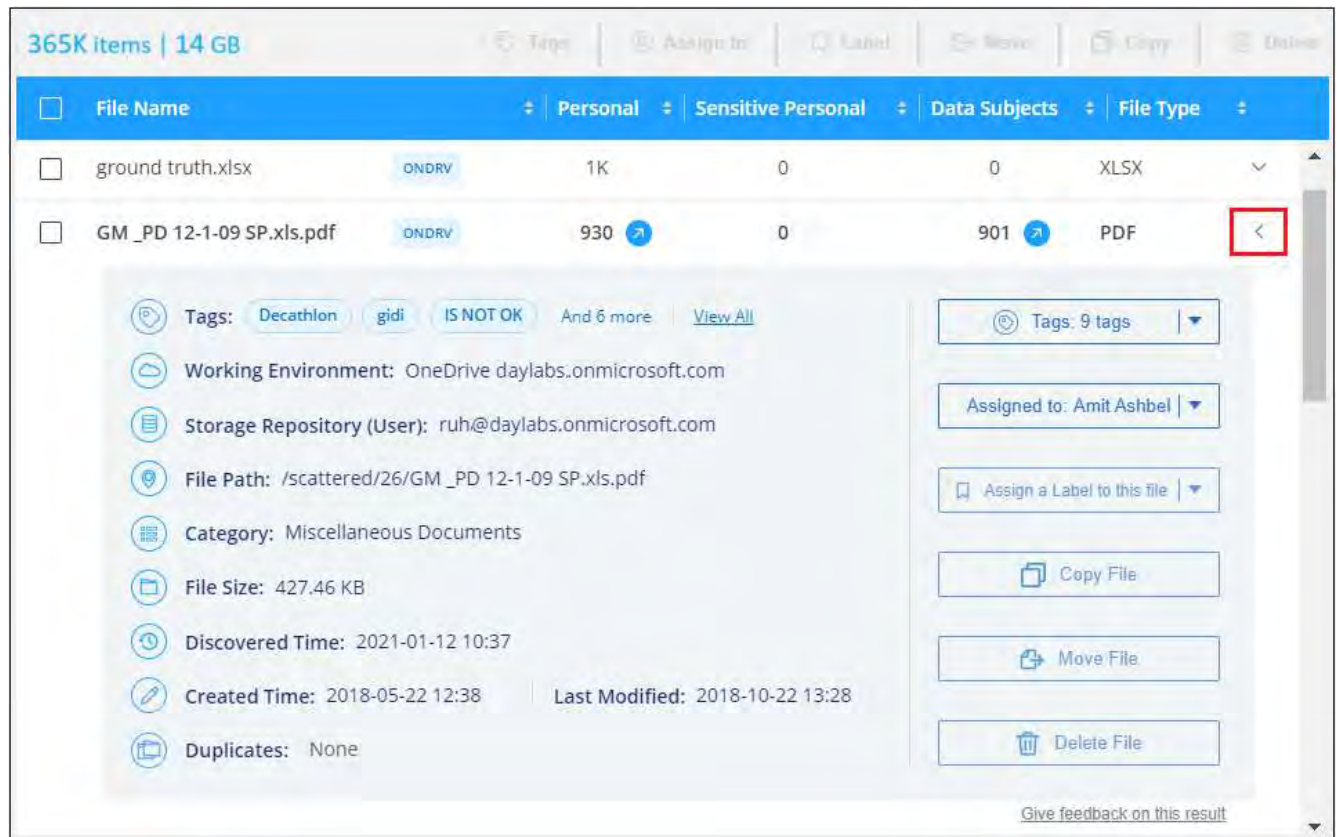 365K items | 14 GB Tags Assign to Label Move Copy Delete
File Name Personal Sensitive Personal Data Subjects File Type
ground truth.xlsx ONDRV 1K 0 0 XLSX
GM _PD 12-1-09 SP.xls.pdf ONDRV 930 0 901 PDF
Tags: Decathlon gidi IS NOT OK And 6 more View All
Tags: 9 tags
Working Environment: OneDrive daylabs.onmicrosoft.com
Assigned to: Amit Ashbel
Storage Repository (User): ruh@daylabs.onmicrosoft.com
File Path: /scattered/26/GM _PD 12-1-09 SP.xls.pdf
Assign a Label to this file
Category: Miscellaneous Documents
Copy File
File Size: 427.46 KB
Discovered Time: 2021-01-12 10:37
Move File
Created Time: 2018-05-22 12:38 Last Modified: 2018-10-22 13:28
Duplicates: None
Delete File
Give feedback on this result